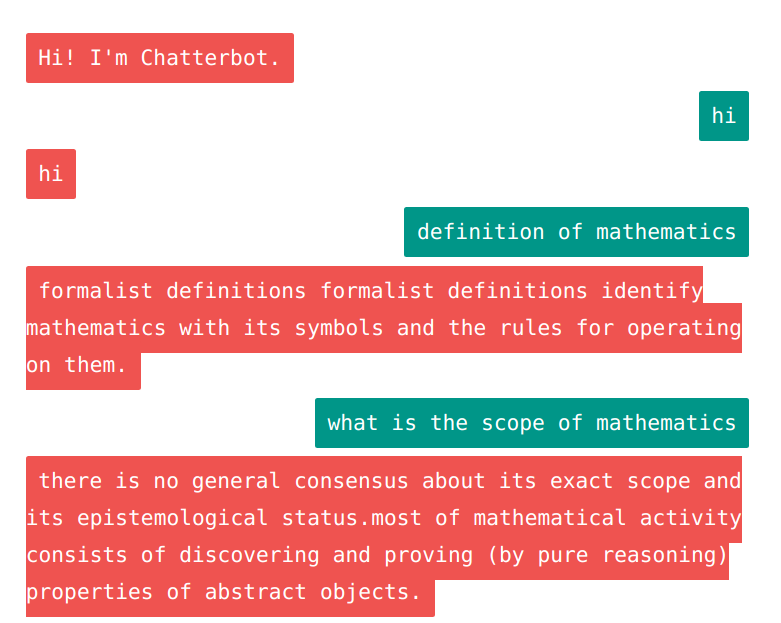 Hi! I'm Chatterbot.
hi
hi
definition of mathematics
formalist definitions formalist definitions identify
mathematics with its symbols and the rules for operating
on them.
what is the scope of mathematics
there is no general consensus about its exact scope and
its epistemological status.most of mathematical activity
consists of discovering and proving (by pure reasoning)
properties of abstract objects.